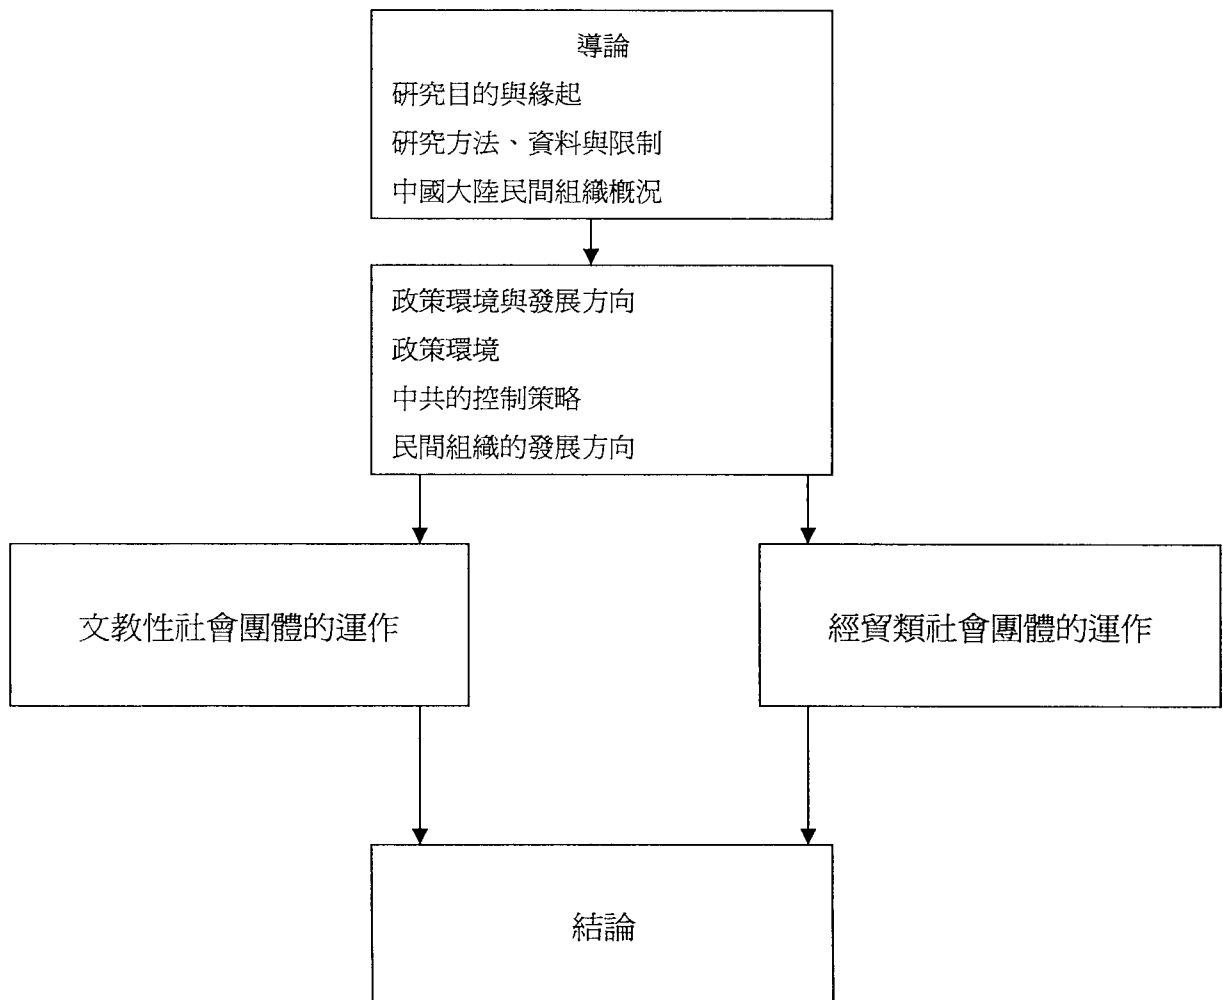 導論
研究目的與緣起
研究方法、資料與限制
中國大陸民間組織概況
政策環境與發展方向
政策環境
中共的控制策略
民間組織的發展方向
文教性社會團體的運作
經貿類社會團體的運作
結論